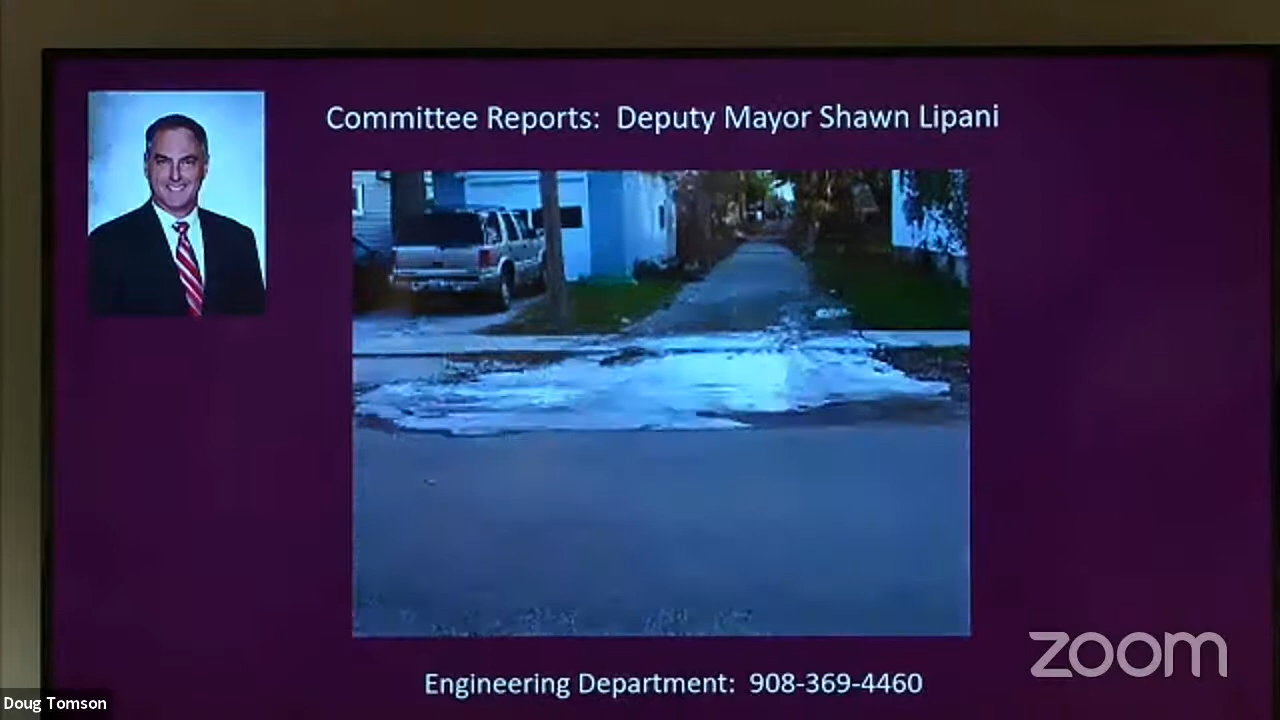 Committee Reports: Deputy Mayor Shawn Lipani
zoom
Engineering Department: 908-369-4460
Doug Tomson